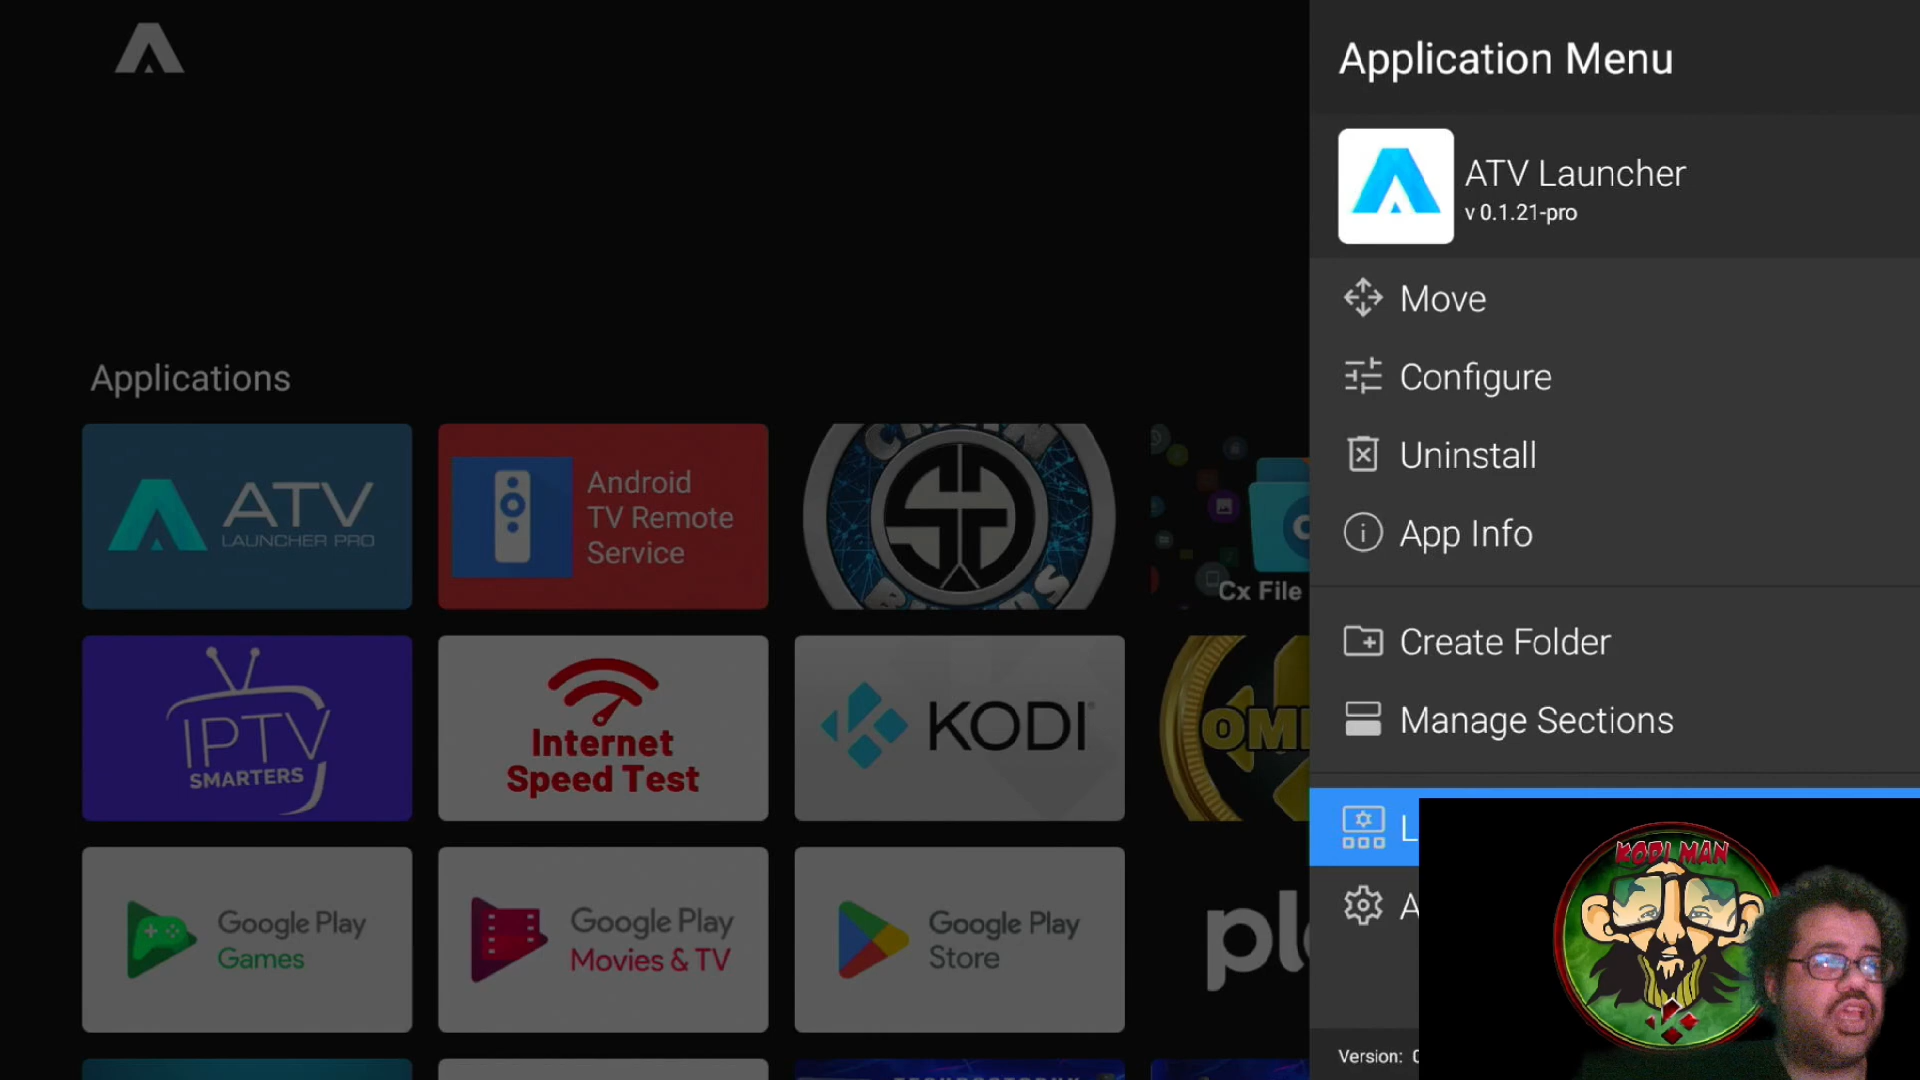 Application Menu
ATV Launcher
v 0.1.21-pro
Move
Configure
Uninstall
App Info
Create Folder
Manage Sections
L
A
Version: 0
Applications
ATV
LAUNCHER PRO
Android
TV Remote
Service
Cx File
IPTV
SMARTERS
Internet
Speed Test
KODI
OM
Google Play
Games
Google Play
Movies & TV
Google Play
Store
KODI MAN